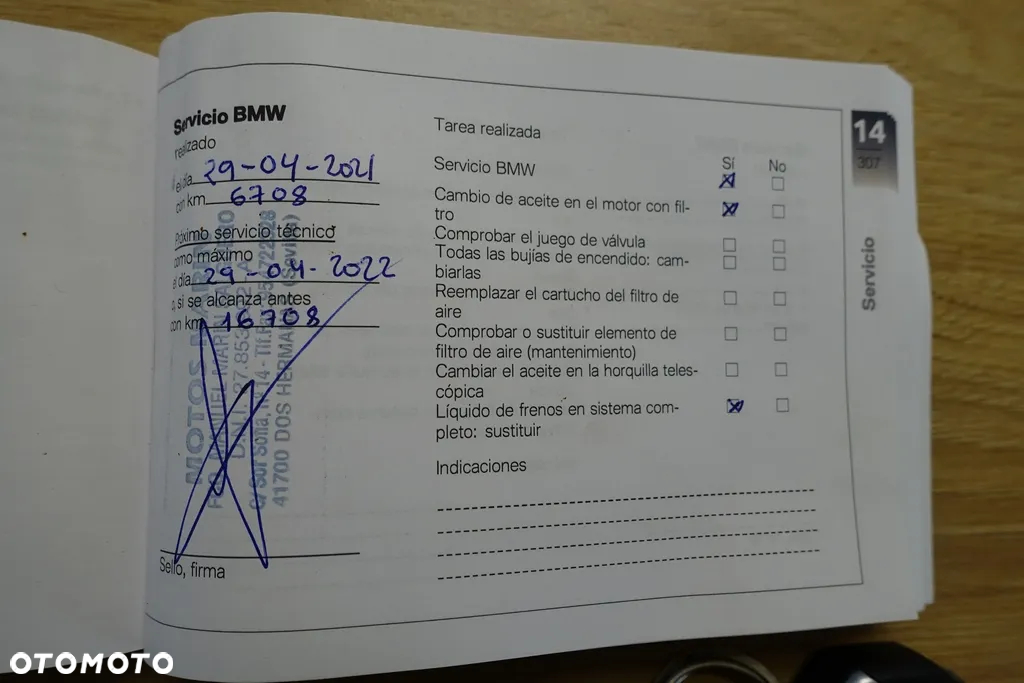 Servicio BMW
realizado
el día 29-04-2021
con km 6708
Próximo servicio técnico
como máximo
el día 29-04-2022
o, si se alcanza antes
con km 16708
MOTOS
MANUEL MARIN
41700 DOS HERMANAS (Sevilla)
Sello, firma
Tarea realizada
Sí No
Servicio BMW
Cambio de aceite en el motor con fil-
tro
Comprobar el juego de válvula
Todas las bujías de encendido: cam-
biarlas
Reemplazar el cartucho del filtro de
aire
Comprobar o sustituir elemento de
filtro de aire (mantenimiento)
Cambiar el aceite en la horquilla teles-
cópica
Líquido de frenos en sistema com-
pleto: sustituir
Indicaciones
14
307
Servicio
OTOMOTO